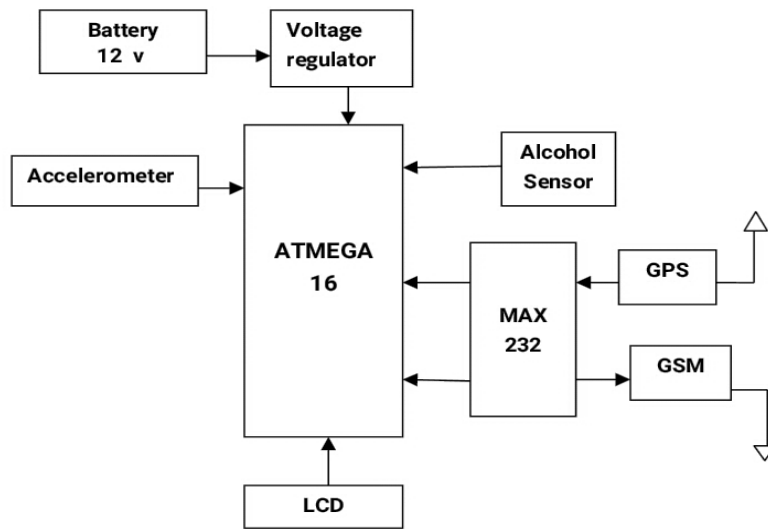 Battery
12 v
Voltage
regulator
Accelerometer
Alcohol
Sensor
ATMEGA
16
MAX
232
GPS
GSM
LCD